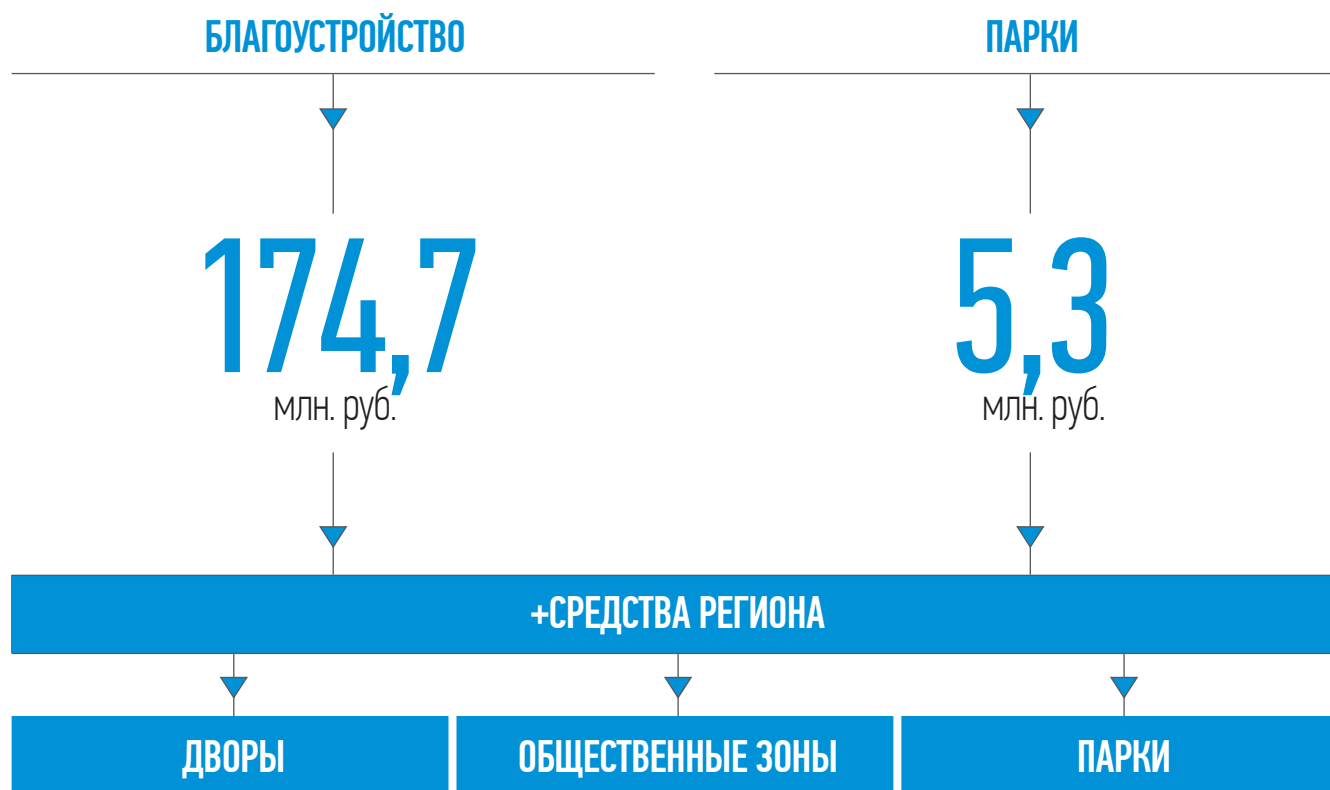 БЛАГОУСТРОЙСТВО
ПАРКИ
174,7
млн. руб.
5,3
млн. руб.
+СРЕДСТВА РЕГИОНА
ДВОРЫ
ОБЩЕСТВЕННЫЕ ЗОНЫ
ПАРКИ